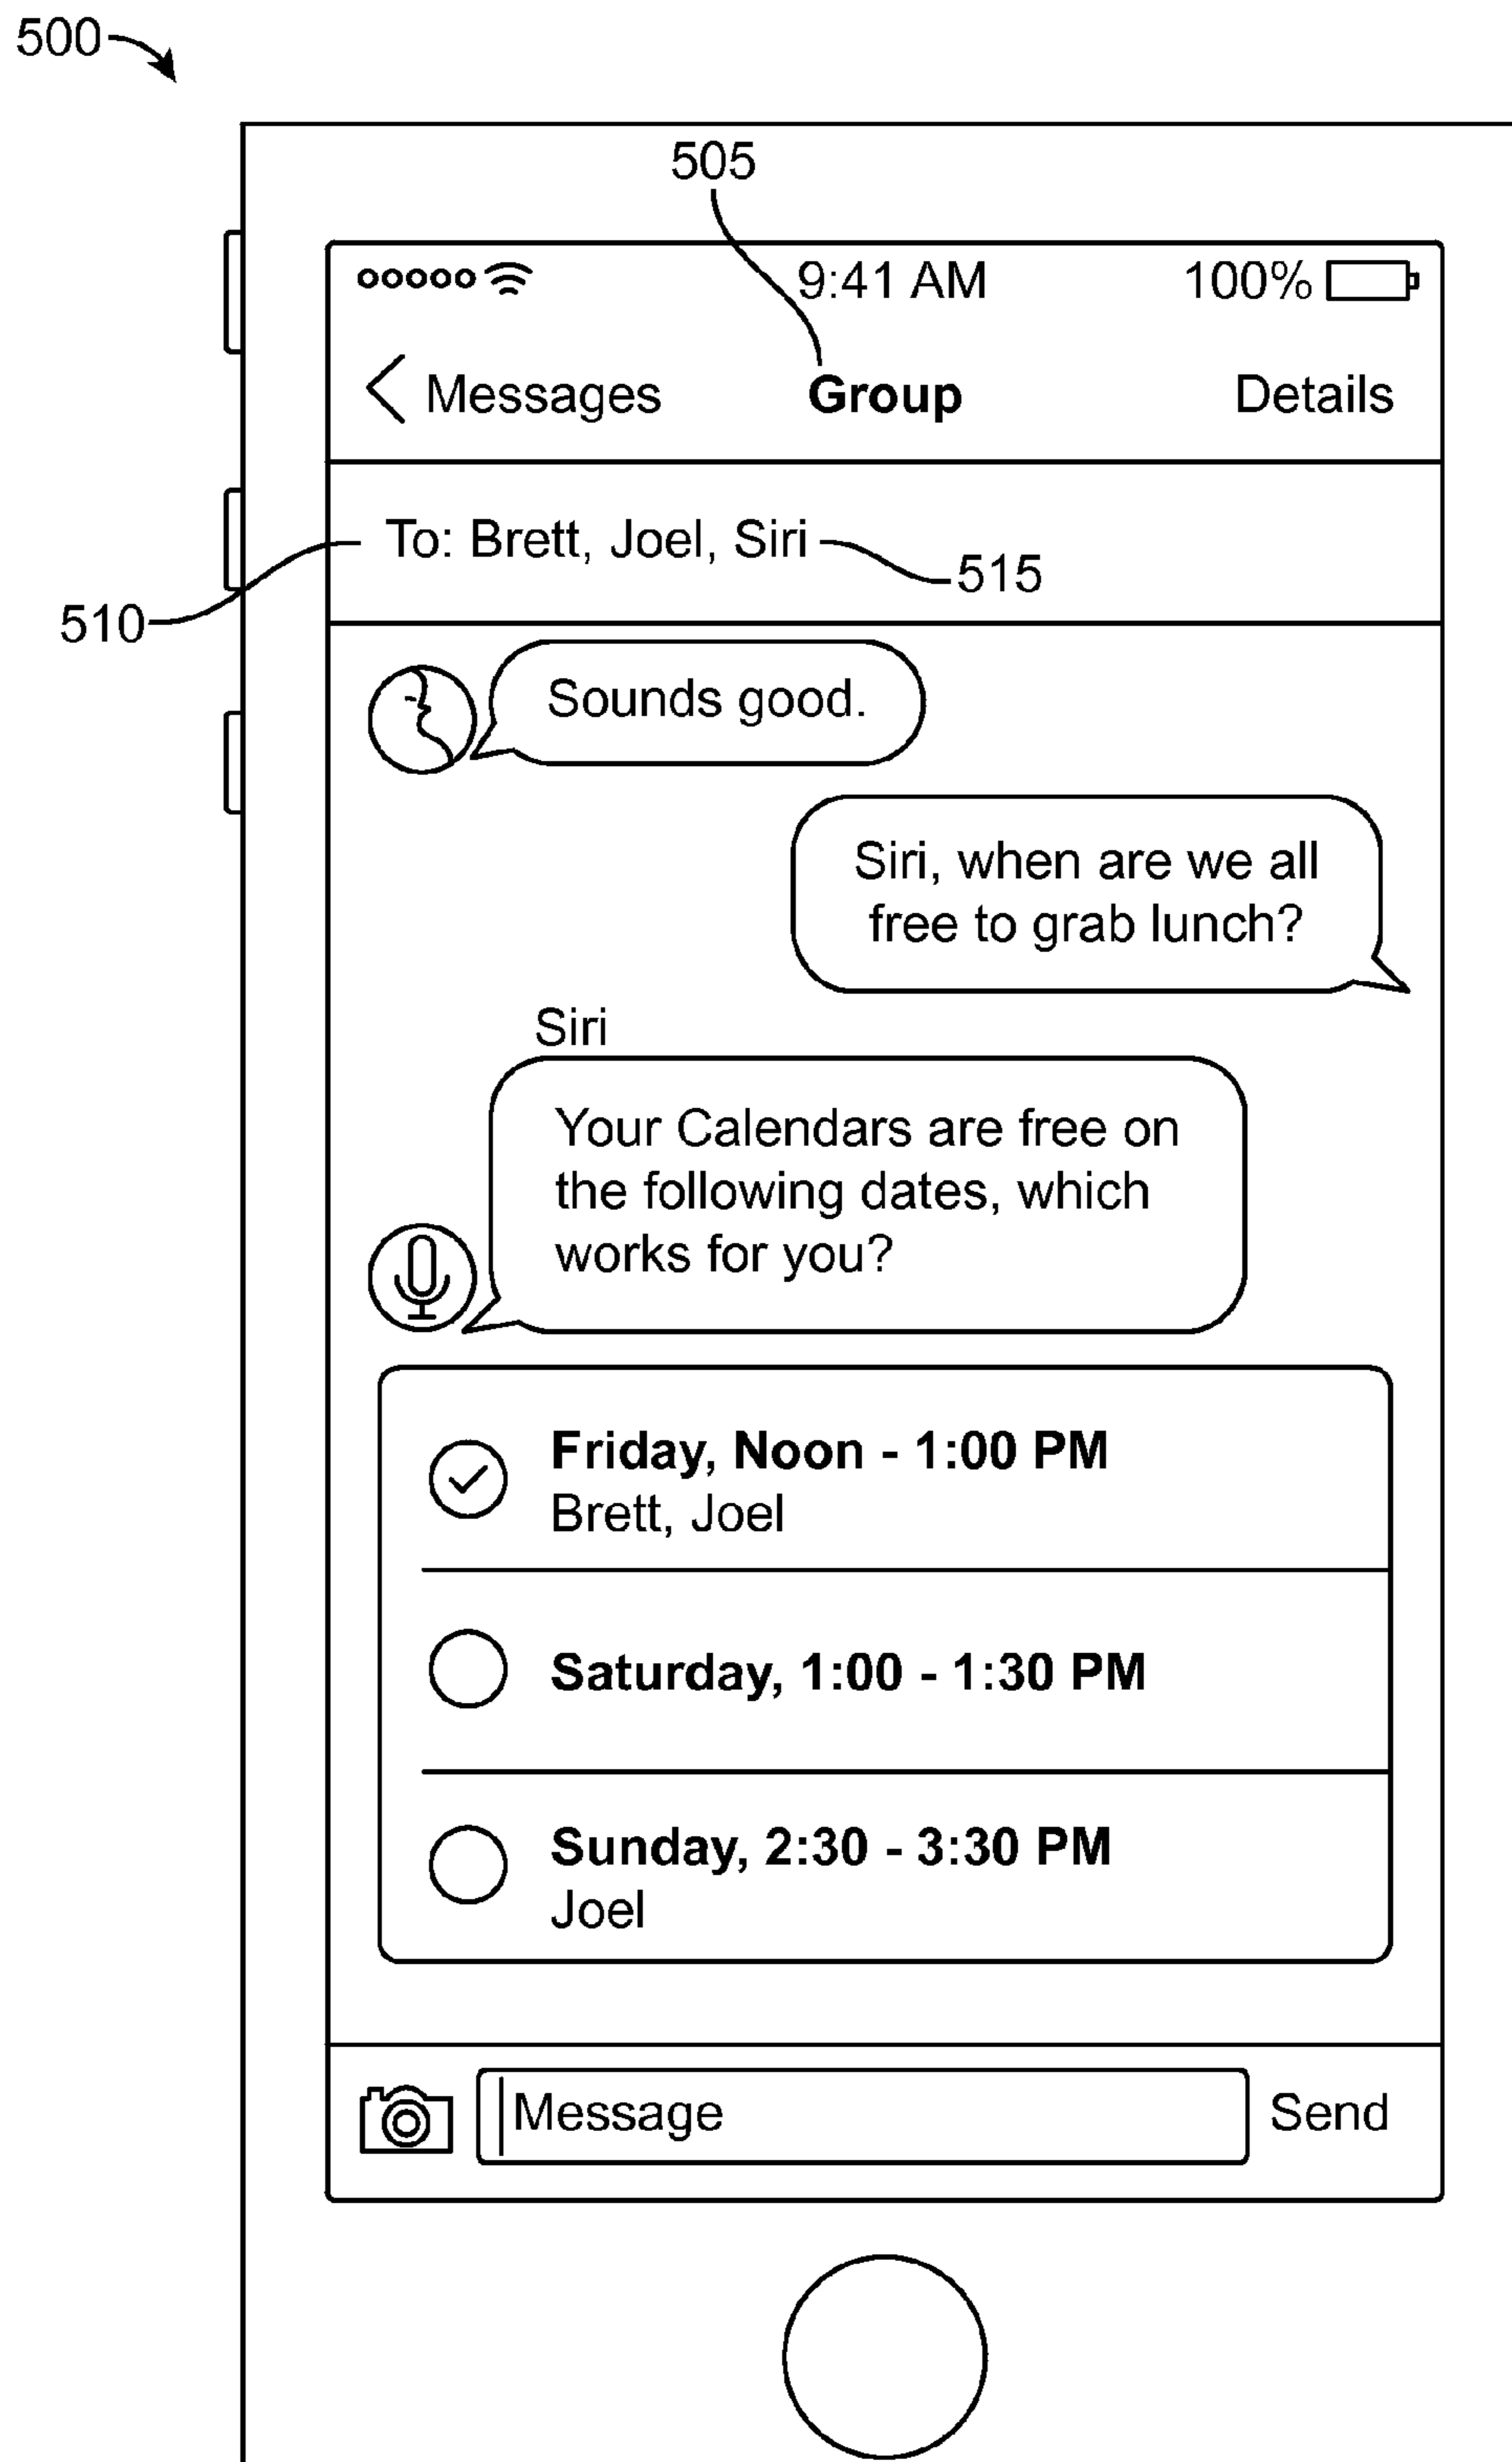 500
505
9:41 AM 100%
Messages Group Details
To: Brett, Joel, Siri
515
510
Sounds good.
Siri, when are we all
free to grab lunch?
Siri
Your Calendars are free on
the following dates, which
works for you?
Friday, Noon - 1:00 PM
Brett, Joel
Saturday, 1:00 - 1:30 PM
Sunday, 2:30 - 3:30 PM
Joel
Message Send